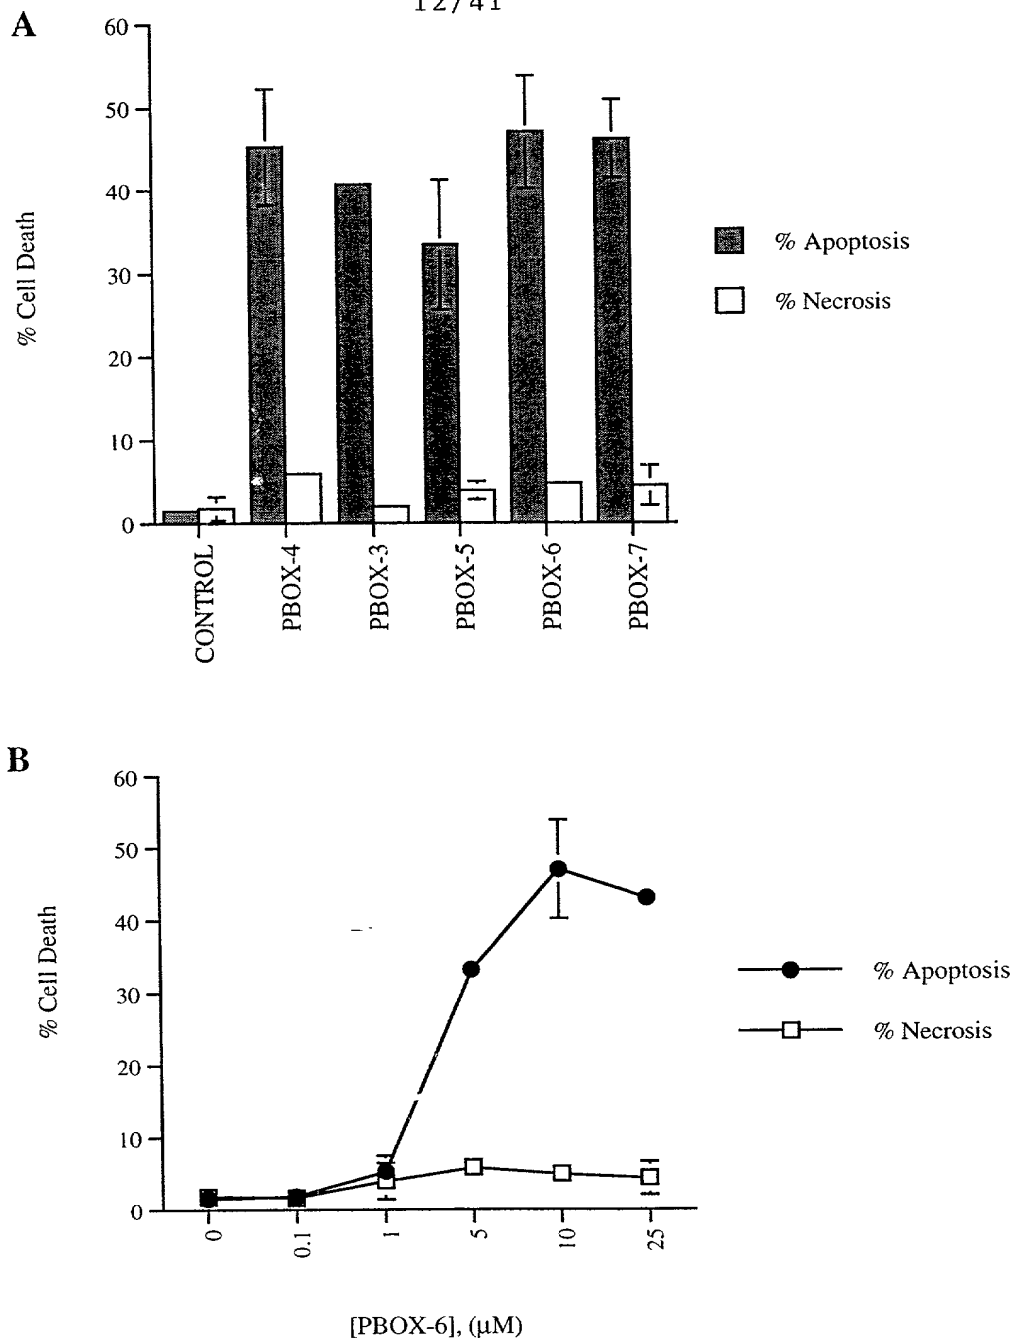 12/41
A
60
50
40
30
20
10
0
% Cell Death
CONTROL
PBOX-4
PBOX-3
PBOX-5
PBOX-6
PBOX-7
% Apoptosis
% Necrosis
B
60
50
40
30
20
10
0
% Cell Death
0
0.1
1
5
10
25
[PBOX-6], (μM)
% Apoptosis
% Necrosis